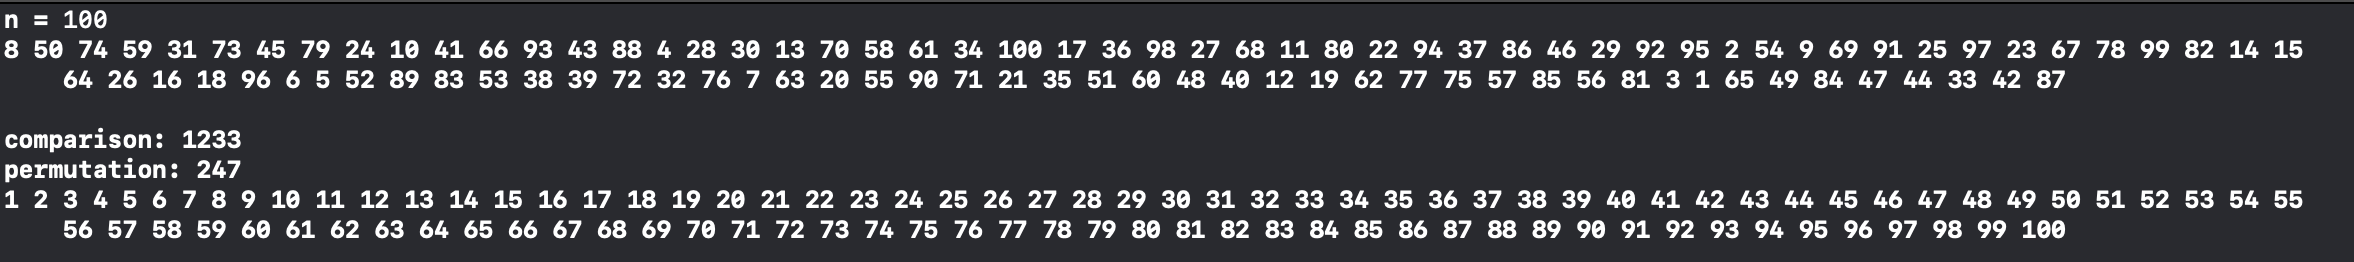 n = 100
8 50 74 59 31 73 45 79 24 10 41 66 93 43 88 4 28 30 13 70 58 61 34 100 17 36 98 27 68 11 80 22 94 37 86 46 29 92 95 2 54 9 69 91 25 97 23 67 78 99 82 14 15
64 26 16 18 96 6 5 52 89 83 53 38 39 72 32 76 7 63 20 55 90 71 21 35 51 60 48 40 12 19 62 77 75 57 85 56 81 3 1 65 49 84 47 44 33 42 87
comparison: 1233
permutation: 247
1 2 3 4 5 6 7 8 9 10 11 12 13 14 15 16 17 18 19 20 21 22 23 24 25 26 27 28 29 30 31 32 33 34 35 36 37 38 39 40 41 42 43 44 45 46 47 48 49 50 51 52 53 54 55
56 57 58 59 60 61 62 63 64 65 66 67 68 69 70 71 72 73 74 75 76 77 78 79 80 81 82 83 84 85 86 87 88 89 90 91 92 93 94 95 96 97 98 99 100